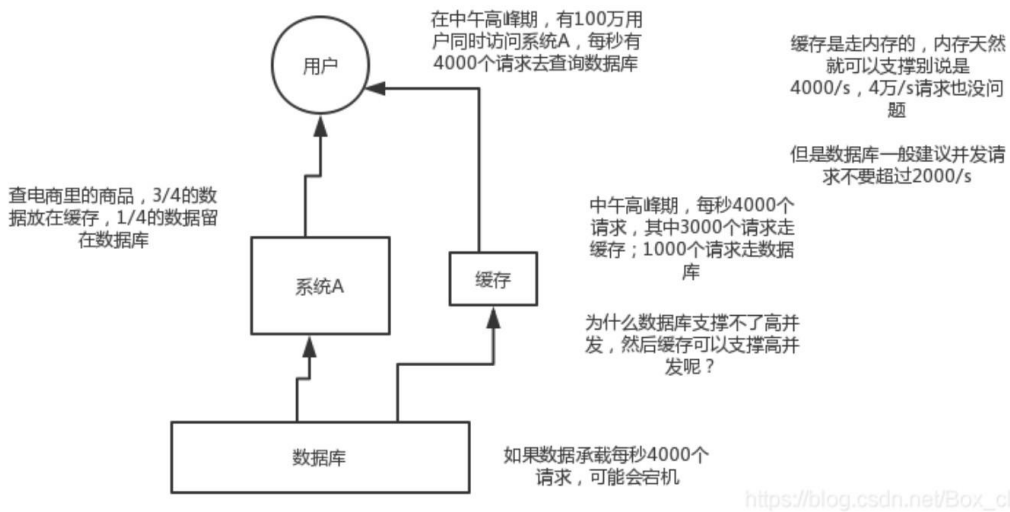 在中午高峰期，有100万用
户同时访问系统A，每秒有
4000个请求去查询数据库
缓存是走内存的，内存天然
就可以支撑别说是
4000/s，4万/s请求也没问
题
但是数据库一般建议并发请
求不要超过2000/s
用户
查电商里的商品，3/4的数
据放在缓存，1/4的数据留
在数据库
中午高峰期，每秒4000个
请求，其中3000个请求走
缓存；1000个请求走数据
库
系统A
缓存
为什么数据库支撑不了高并
发，然后缓存可以支撑高并
发呢？
数据库
如果数据承载每秒4000个
请求，可能会宕机
https://blog.csdn.net/Box_cl